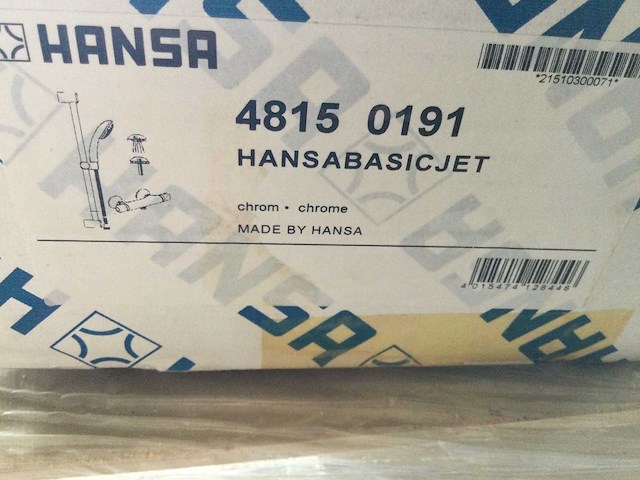 HANSA
*21510300071*
4815 0191
HANSABASICJET
chrom • chrome
MADE BY HANSA
4 015474 128446